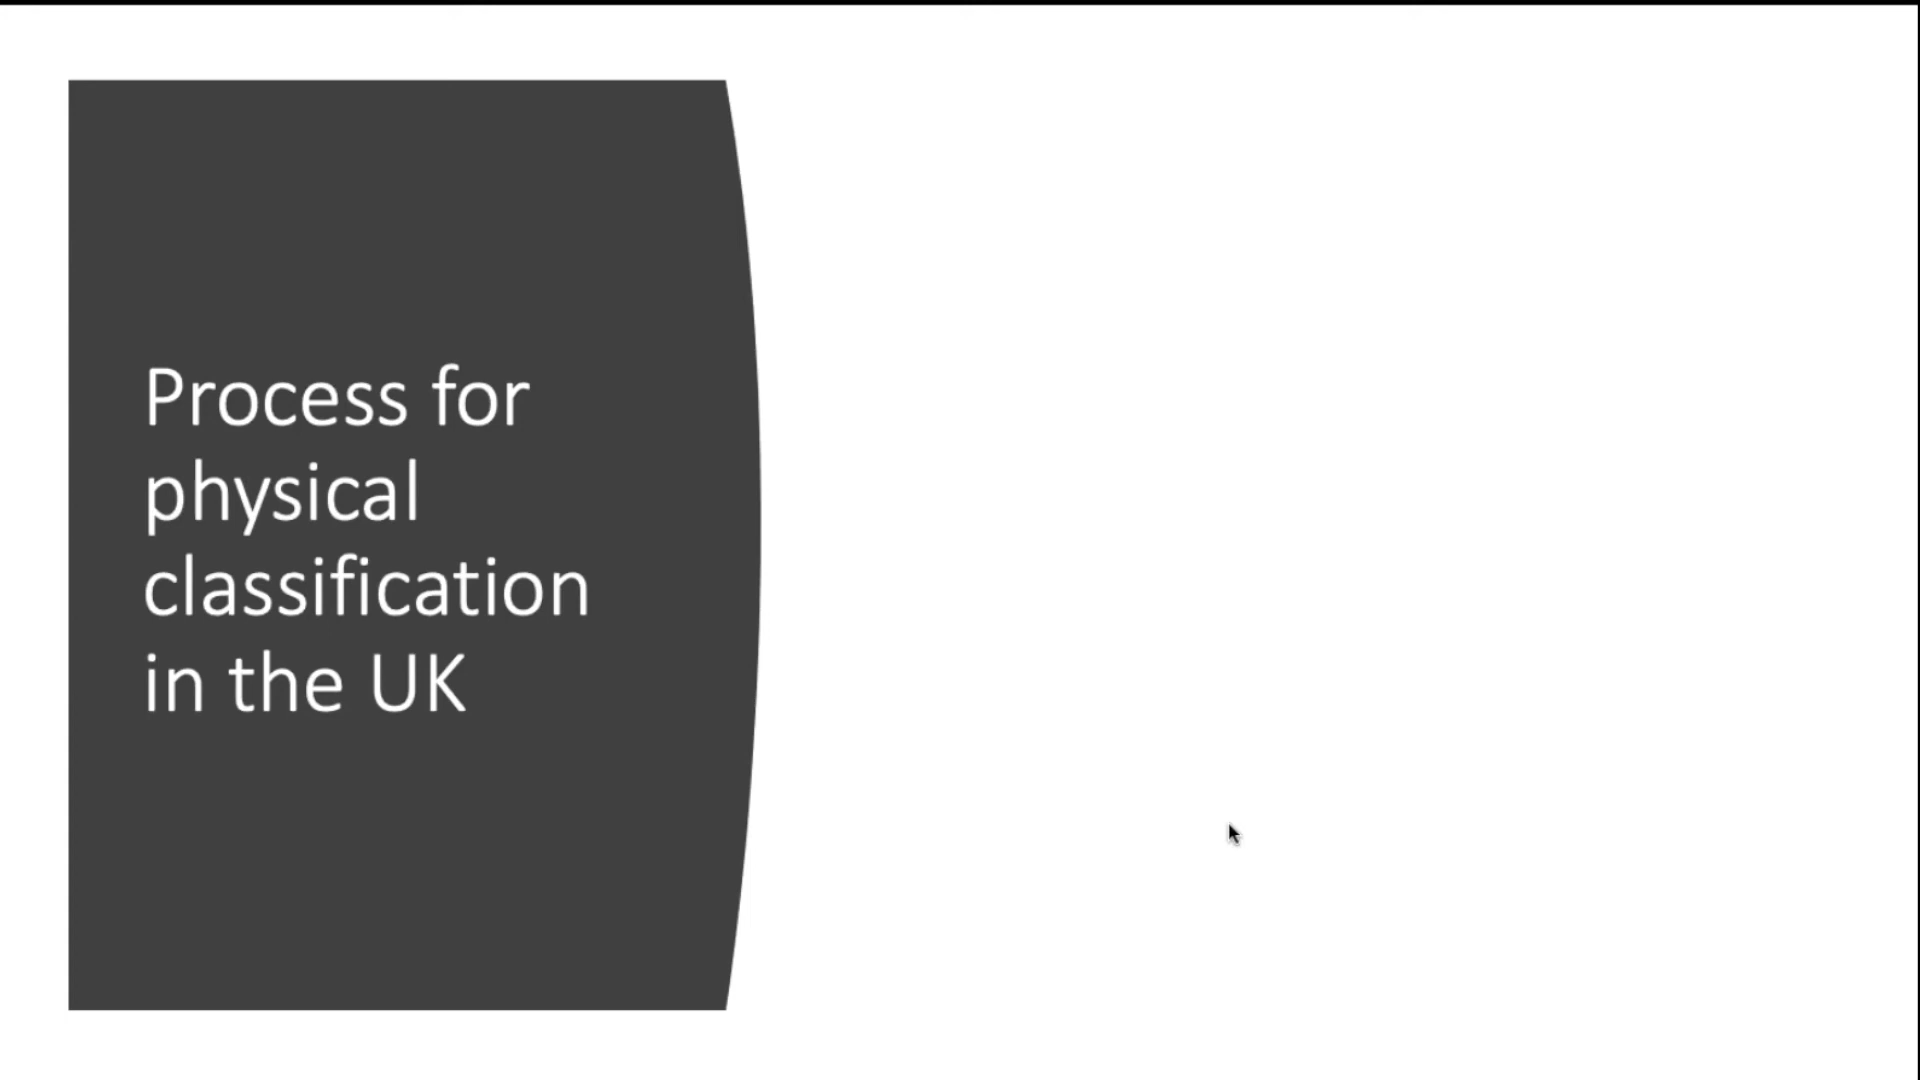 Process for
physical
classification
in the UK